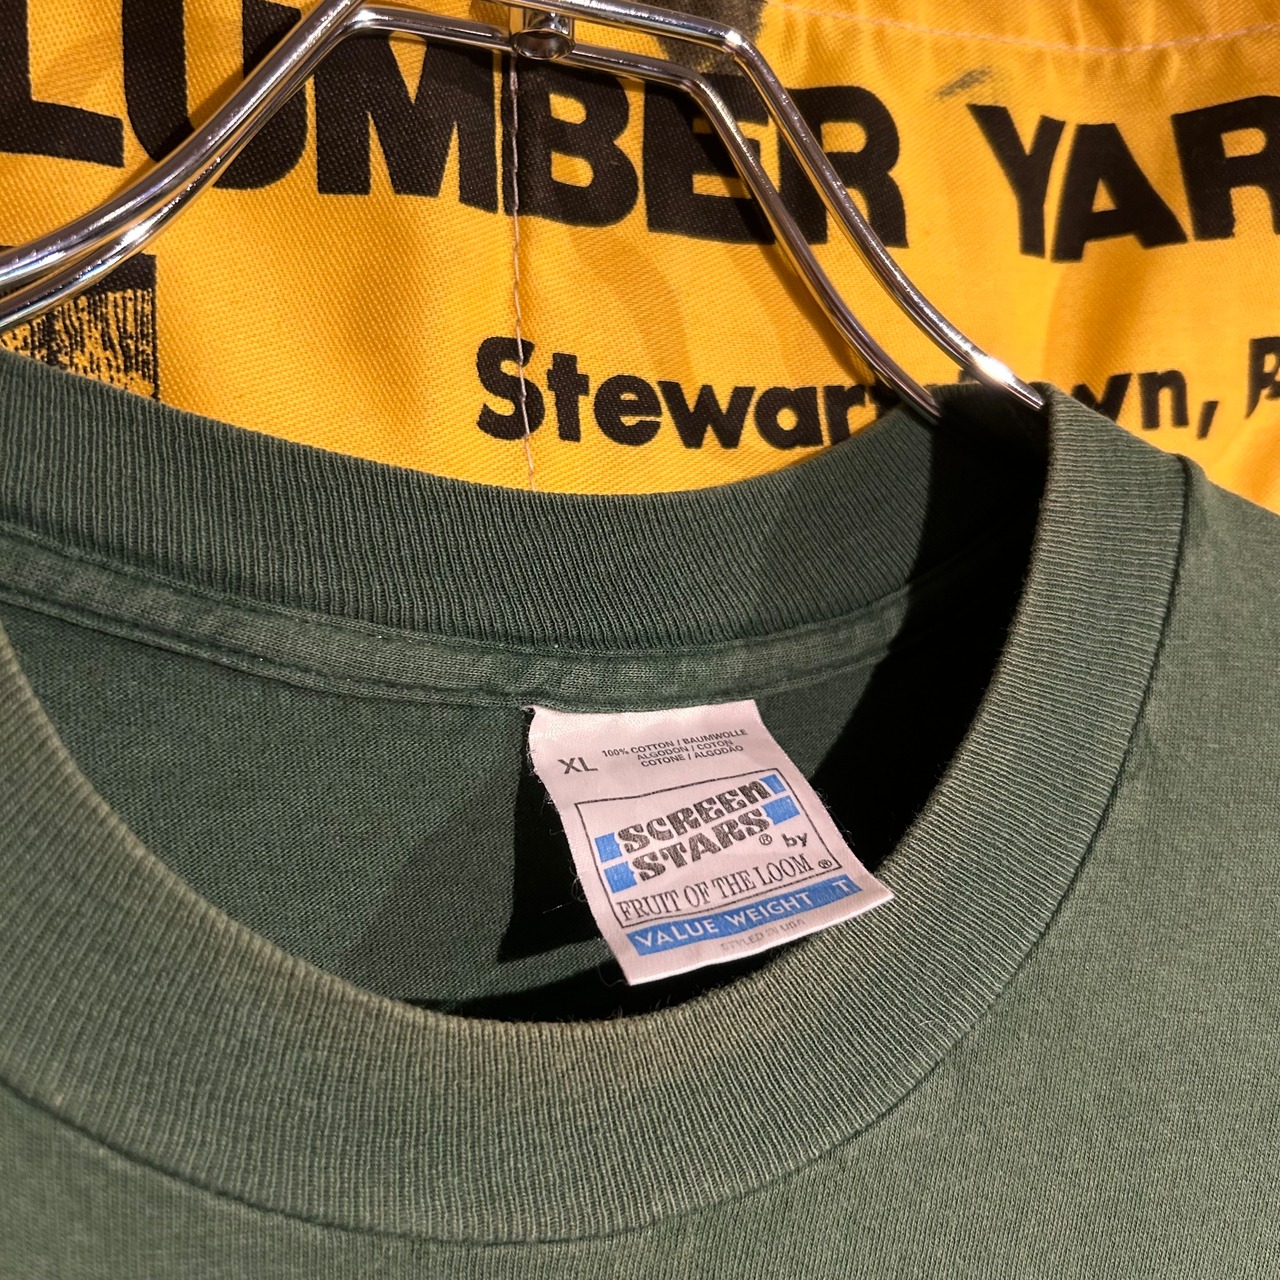 LUMBER YAR
Stewar wn,
XL
100% COTTON / BAUMWOLLE
ALGODON / COTON
COTONE / ALGODÃO
SCREEN
STARS® by
FRUIT OF THE LOOM ®
VALUE WEIGHT T
STYLED IN USA